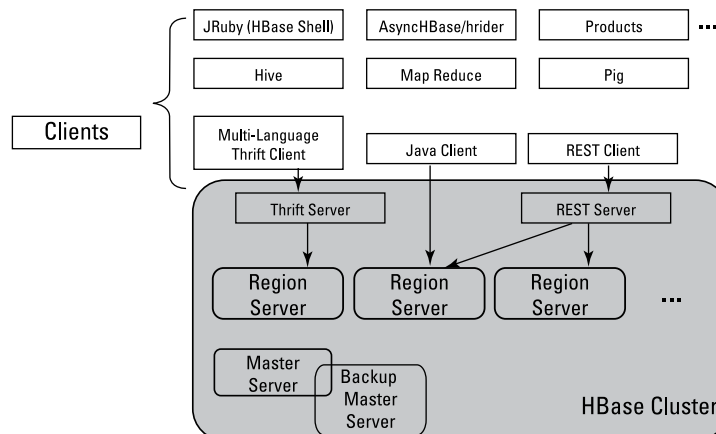 JRuby (HBase Shell)
AsyncHBase/hrider
Products
...
Hive
Map Reduce
Pig
Clients
Multi-Language
Thrift Client
Java Client
REST Client
Thrift Server
REST Server
Region
Server
Region
Server
Region
Server
...
Master
Server
Backup
Master
Server
HBase Cluster